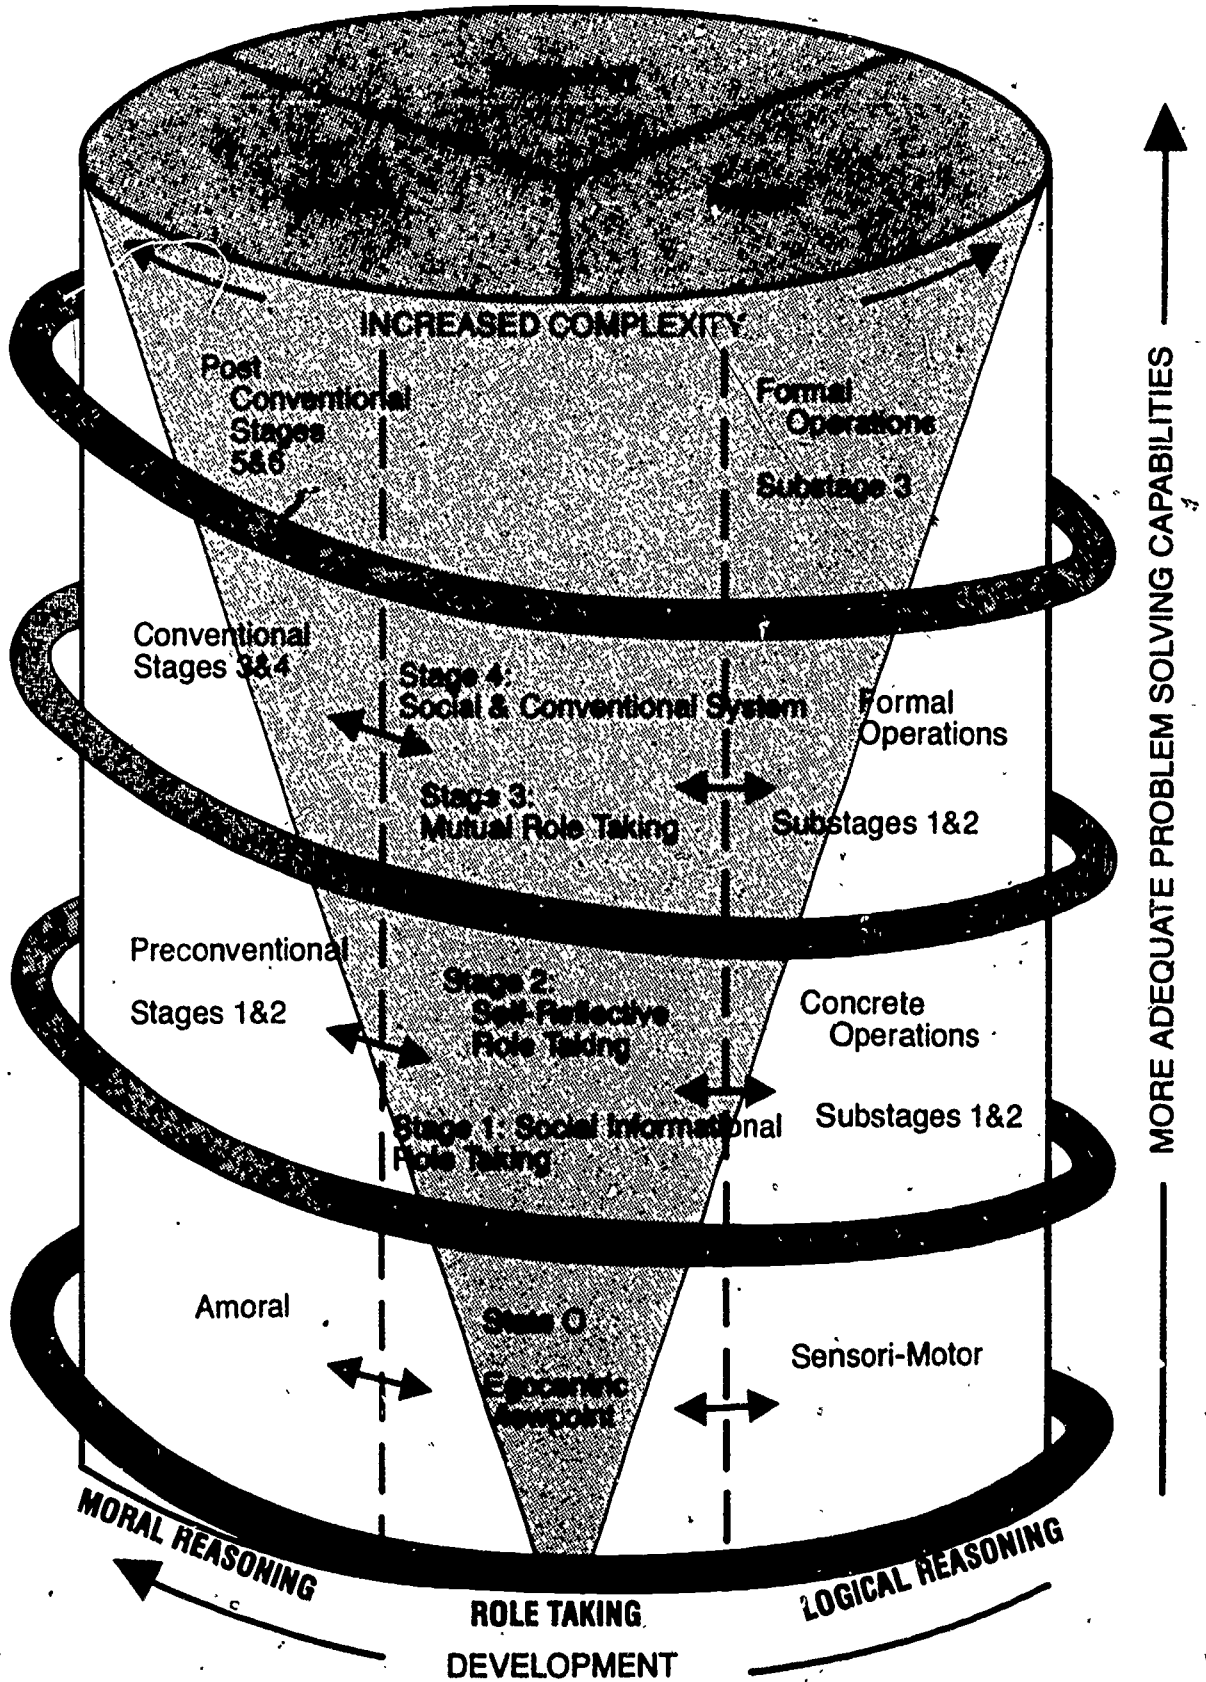 INCREASED COMPLEXITY
Post
Conventional
Stages
5&6
Formal
Operations
Substage 3
Conventional
Stages 3&4
Stage 4:
Social & Conventional System
Formal
Operations
Stage 3:
Mutual Role Taking
Substages 1&2
Preconventional
Stages 1&2
Stage 2:
Self-Reflective
Role Taking
Concrete
Operations
Stage 1: Social Informational
Role Taking
Substages 1&2
Amoral
State O
Egocentric
Sensori-Motor
MORAL REASONING
ROLE TAKING
LOGICAL REASONING
DEVELOPMENT
MORE ADEQUATE PROBLEM SOLVING CAPABILITIES